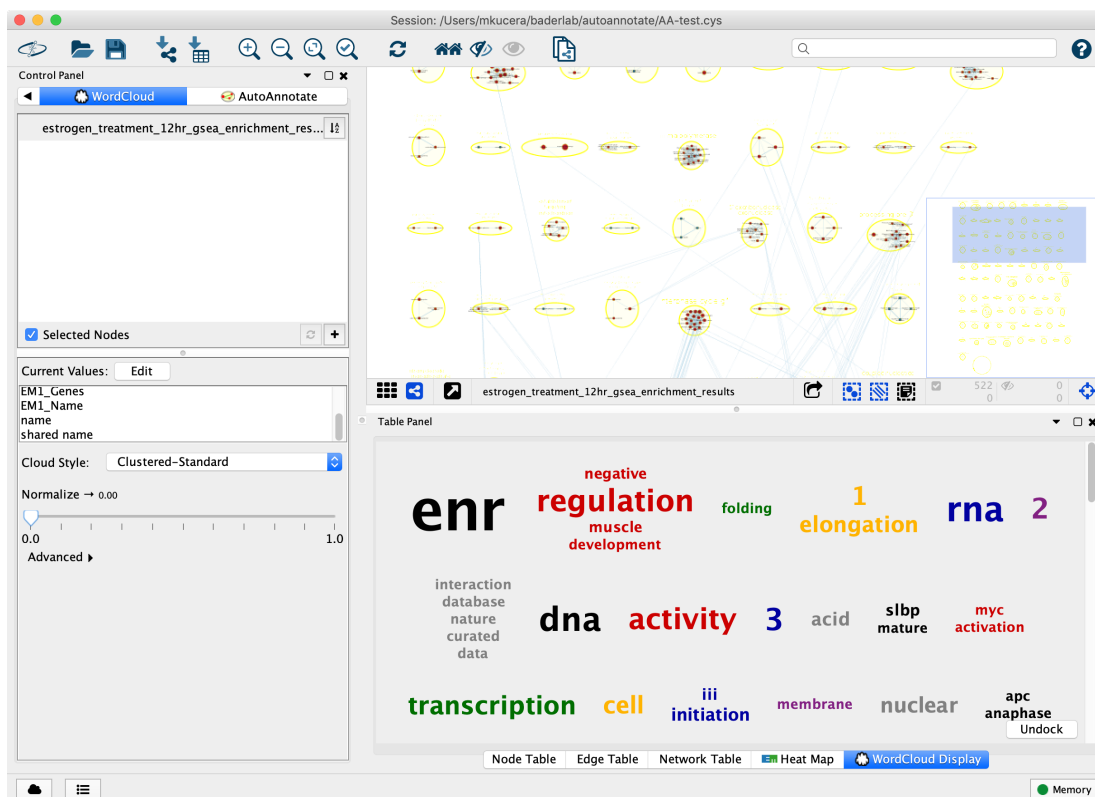 Session: /Users/mkucera/baderlab/autoannotate/AA-test.cys
Control Panel
WordCloud
AutoAnnotate
estrogen_treatment_12hr_gsea_enrichment_res...
Selected Nodes
Current Values:
Edit
EM1_Genes
EM1_Name
name
shared name
Cloud Style:
Clustered-Standard
Normalize → 0.00
0.0
1.0
Advanced
estrogen_treatment_12hr_gsea_enrichment_results
522
0
0
0
Table Panel
enr
negative
regulation
muscle
development
folding
1
elongation
rna
2
interaction
database
nature
curated
data
dna
activity
3
acid
slbp
mature
myc
activation
transcription
cell
iii
initiation
membrane
nuclear
apc
anaphase
Undock
Node Table
Edge Table
Network Table
EM Heat Map
WordCloud Display
Memory